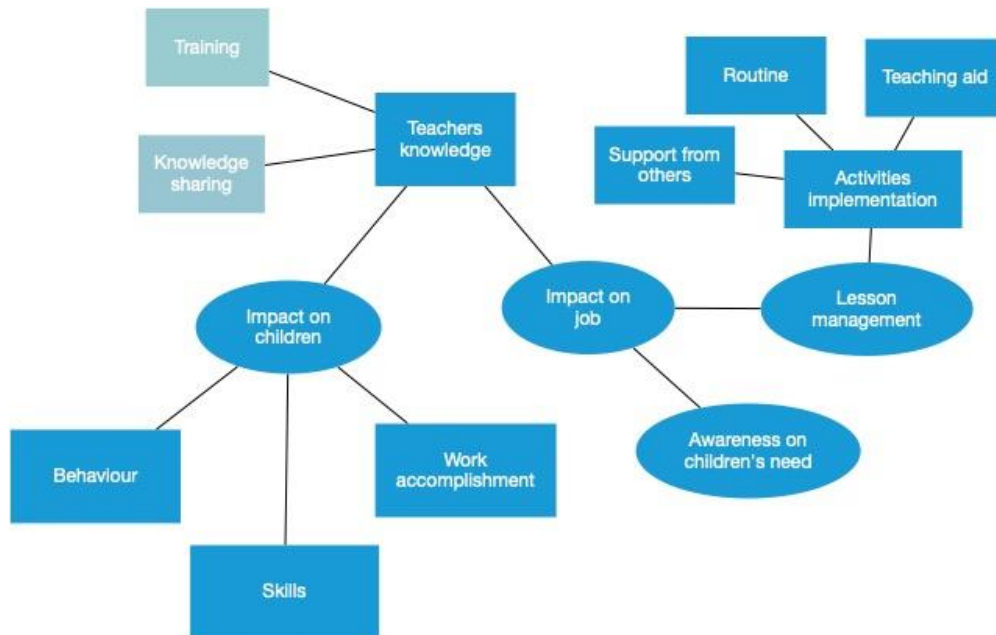 Training
Routine
Teaching aid
Teachers
knowledge
Knowledge
sharing
Support from
others
Activities
implementation
Impact on
children
Impact on
job
Lesson
management
Awareness on
children's need
Behaviour
Work
accomplishment
Skills